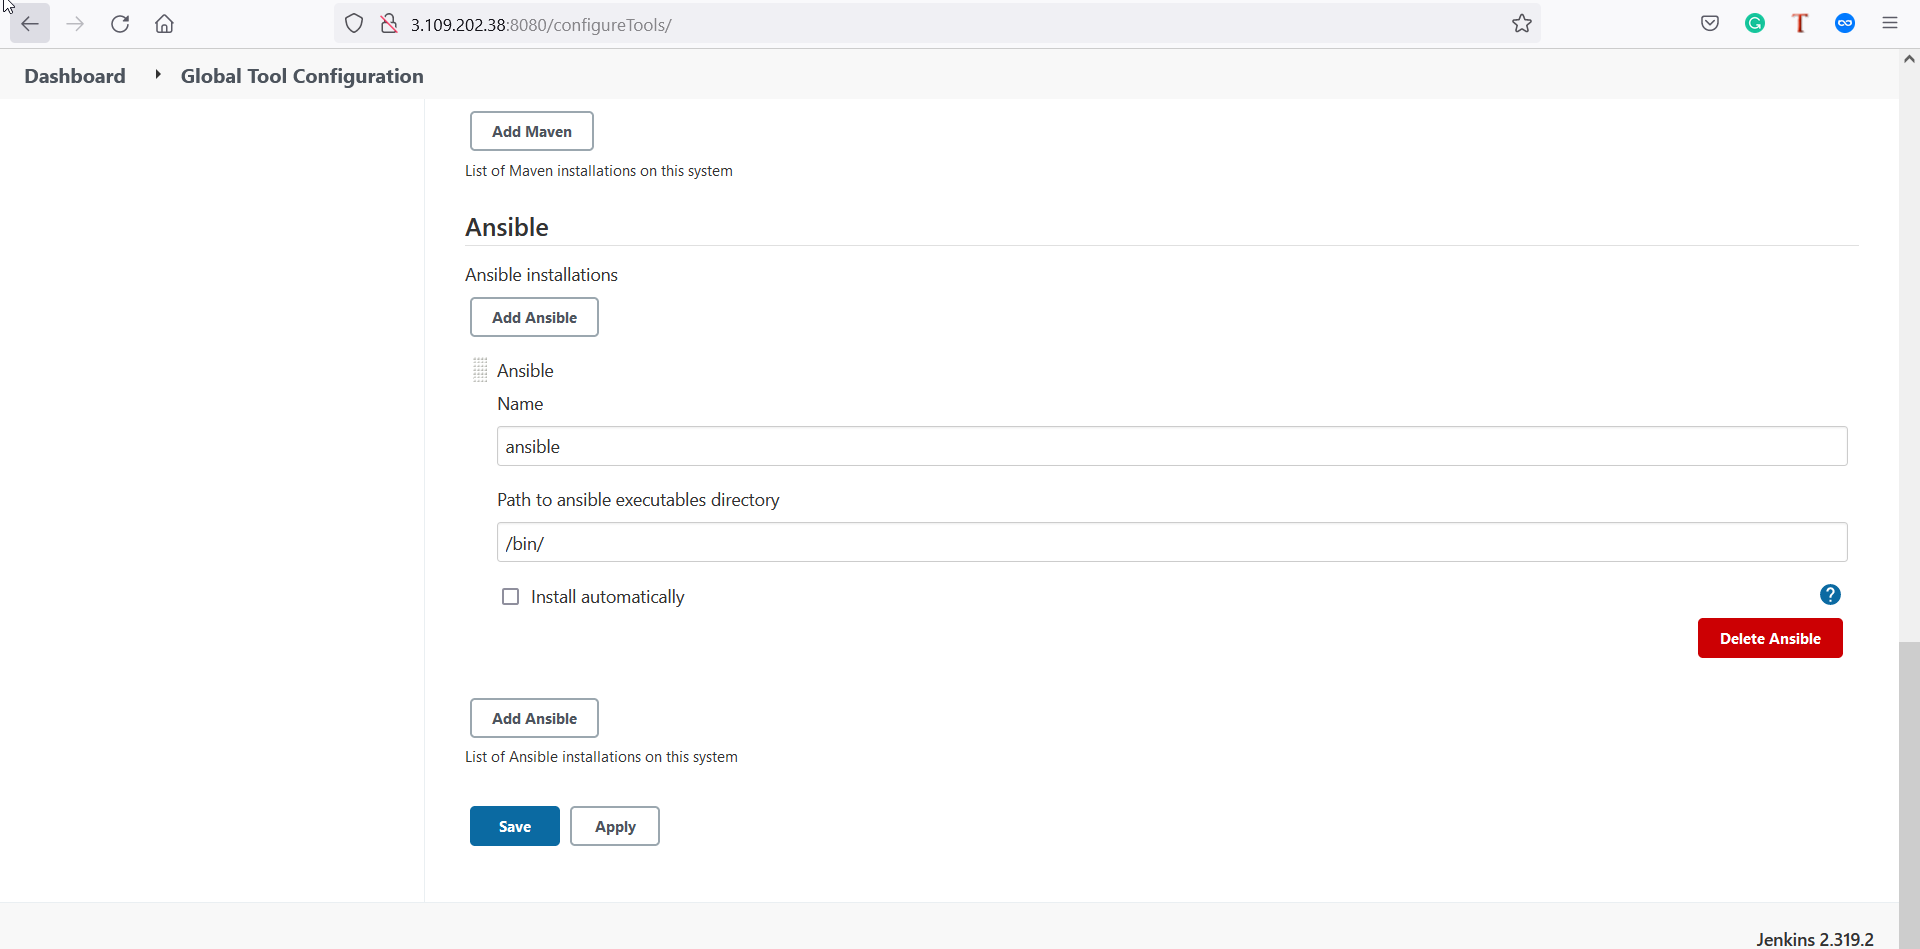 3.109.202.38:8080/configureTools/
Dashboard Global Tool Configuration
Add Maven
List of Maven installations on this system
Ansible
Ansible installations
Add Ansible
Ansible
Name
ansible
Path to ansible executables directory
/bin/
Install automatically ?
Delete Ansible
Add Ansible
List of Ansible installations on this system
Save Apply
Jenkins 2.319.2